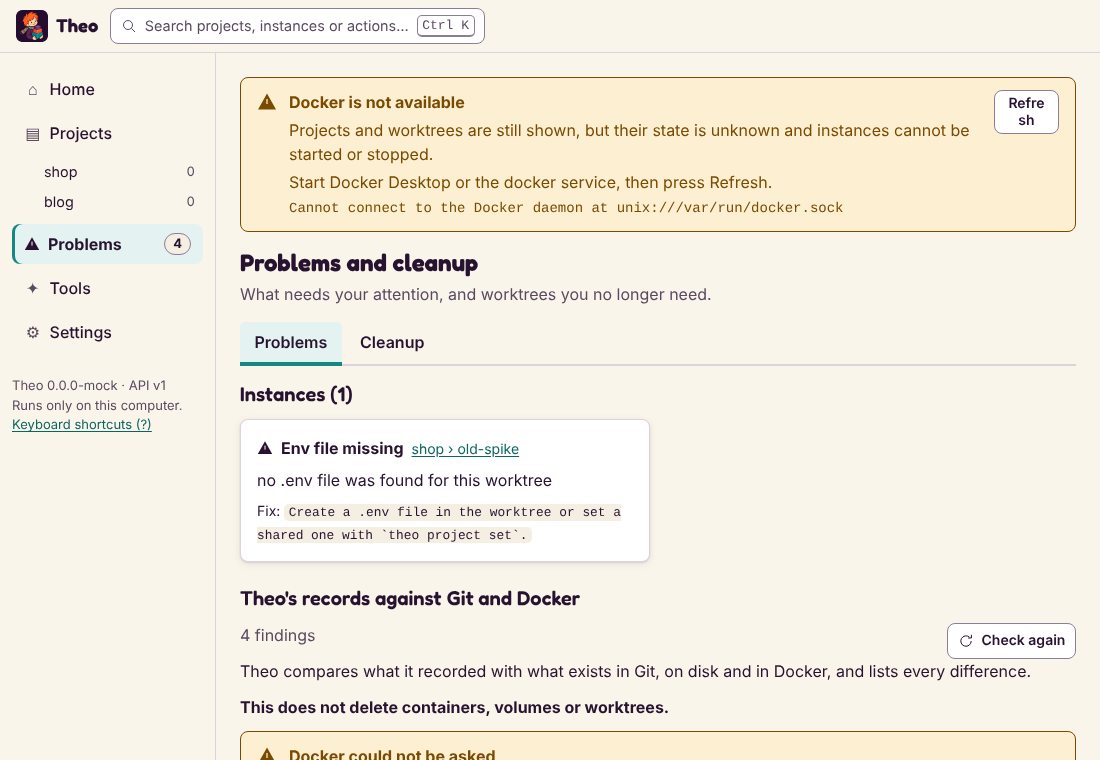 Theo
Search projects, instances or actions...
Ctrl K
Home
Projects
shop 0
blog 0
Problems 4
Tools
Settings
Theo 0.0.0-mock · API v1
Runs only on this computer.
Keyboard shortcuts (?)
Docker is not available
Projects and worktrees are still shown, but their state is unknown and instances cannot be
started or stopped.
Start Docker Desktop or the docker service, then press Refresh.
Cannot connect to the Docker daemon at unix:///var/run/docker.sock
Refre
sh
Problems and cleanup
What needs your attention, and worktrees you no longer need.
Problems Cleanup
Instances (1)
Env file missing shop › old-spike
no .env file was found for this worktree
Fix: Create a .env file in the worktree or set a
shared one with `theo project set`.
Theo's records against Git and Docker
4 findings
Check again
Theo compares what it recorded with what exists in Git, on disk and in Docker, and lists every difference.
This does not delete containers, volumes or worktrees.
Docker could not be asked